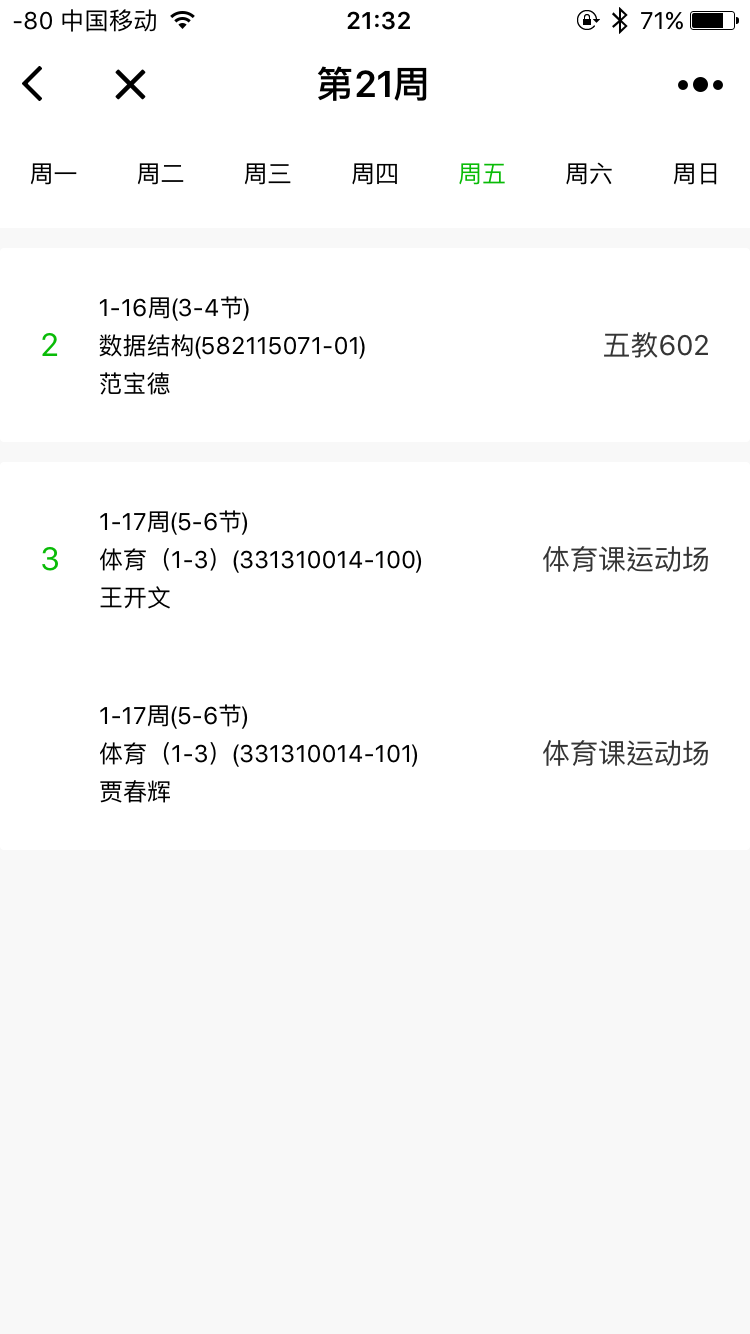 -80 中国移动 21:32 71%
第21周
周一 周二 周三 周四 周五 周六 周日
1-16周(3-4节)
2 数据结构(582115071-01) 五教602
范宝德
1-17周(5-6节)
3 体育（1-3）(331310014-100) 体育课运动场
王开文
1-17周(5-6节)
体育（1-3）(331310014-101) 体育课运动场
贾春辉